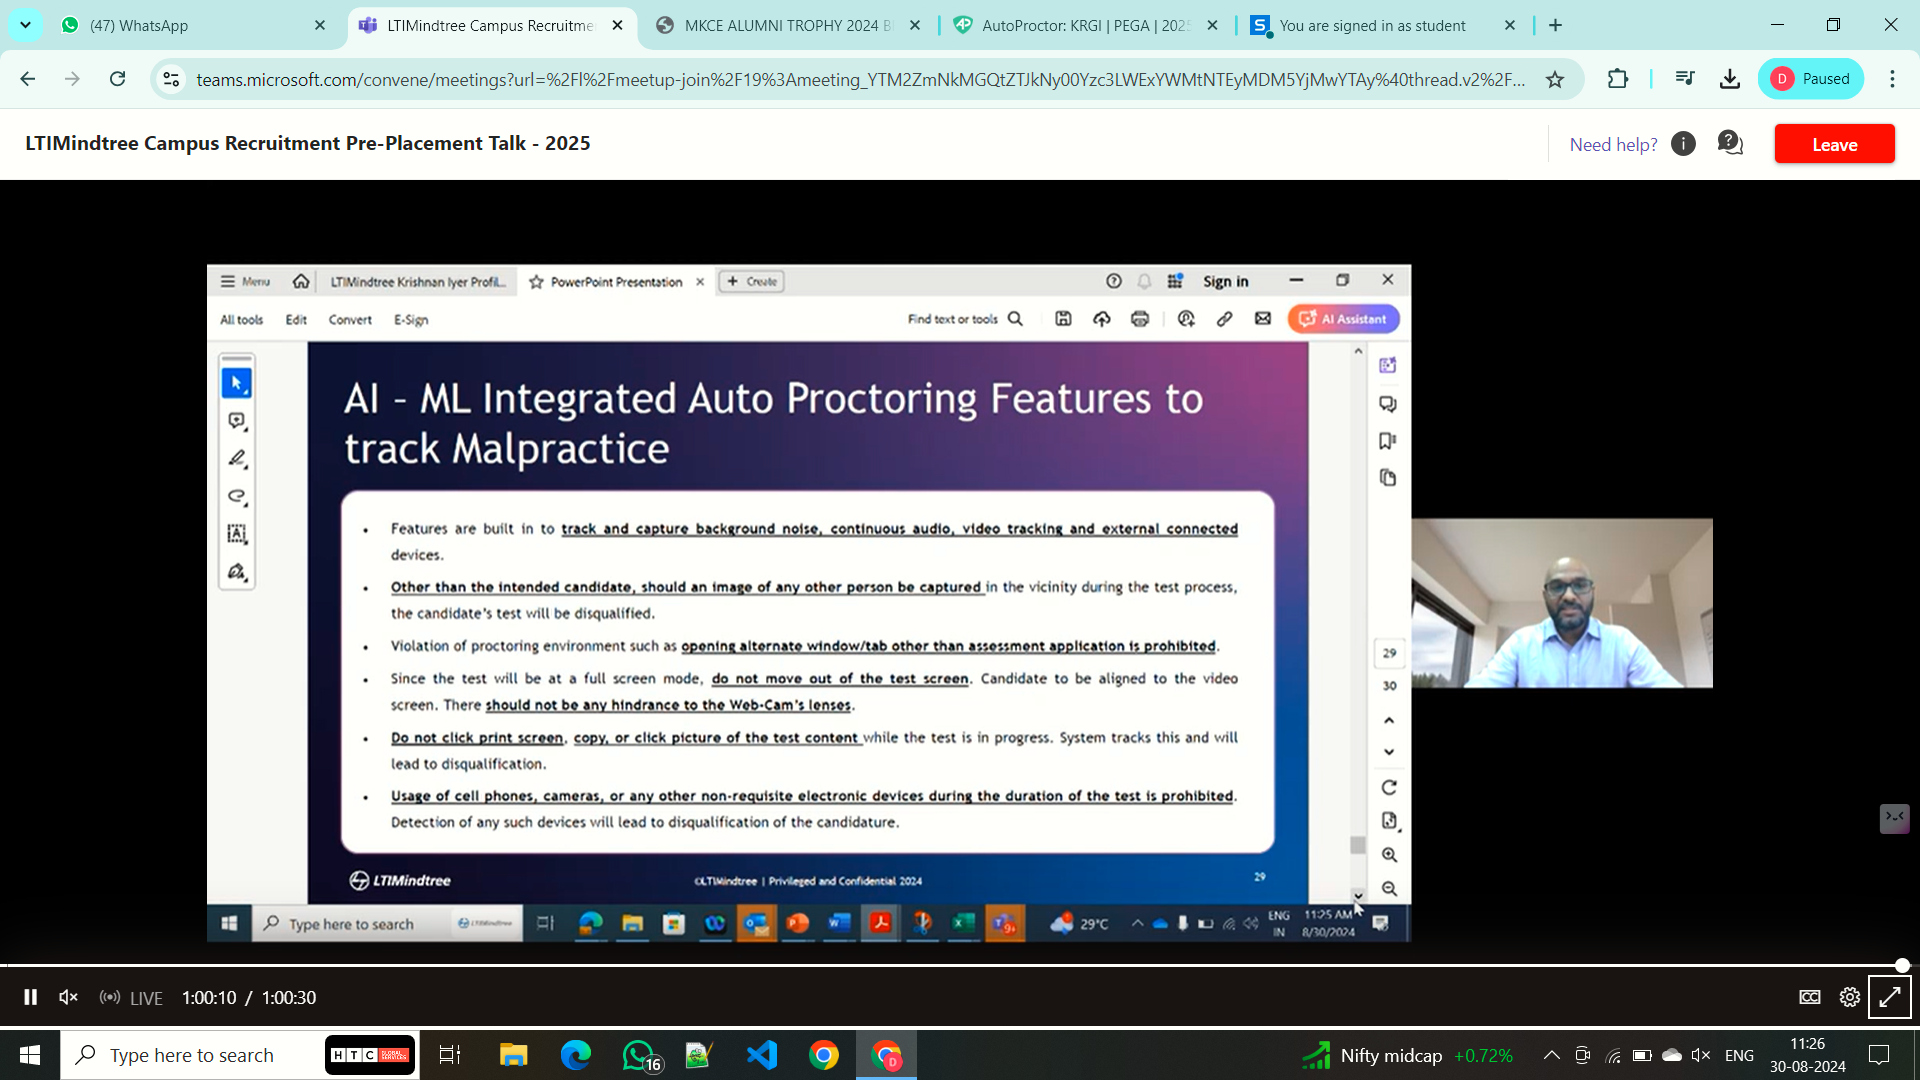 (47) WhatsApp
LTIMindtree Campus Recruitme
MKCE ALUMNI TROPHY 2024 B
AutoProctor: KRGI | PEGA | 2025
You are signed in as student
teams.microsoft.com/convene/meetings?url=%2Fl%2Fmeetup-join%2F19%3Ameeting_YTM2ZmNkMGQtZTJkNy00Yzc3LWExYWMtNTEyMDM5YjMwYTAy%40thread.v2%2F...
D Paused
LTIMindtree Campus Recruitment Pre-Placement Talk - 2025
Need help?
Leave
Menu
LTIMindtree Krishnan Iyer Profil...
PowerPoint Presentation
+ Create
Sign in
All tools Edit Convert E-Sign
Find text or tools
AI Assistant
AI - ML Integrated Auto Proctoring Features to
track Malpractice
• Features are built in to track and capture background noise, continuous audio, video tracking and external connected
devices.
• Other than the intended candidate, should an image of any other person be captured in the vicinity during the test process,
the candidate's test will be disqualified.
• Violation of proctoring environment such as opening alternate window/tab other than assessment application is prohibited.
• Since the test will be at a full screen mode, do not move out of the test screen. Candidate to be aligned to the video
screen. There should not be any hindrance to the Web-Cam's lenses.
• Do not click print screen, copy, or click picture of the test content while the test is in progress. System tracks this and will
lead to disqualification.
• Usage of cell phones, cameras, or any other non-requisite electronic devices during the duration of the test is prohibited.
Detection of any such devices will lead to disqualification of the candidature.
29
30
LTIMindtree
©LTIMindtree | Privileged and Confidential 2024
29
Type here to search
LTIMindtree
29°C
ENG
IN
11:25 AM
8/30/2024
LIVE
1:00:10 / 1:00:30
CC
Type here to search
HTC GLOBAL SERVICES
16
D
Nifty midcap +0.72%
ENG
11:26
30-08-2024